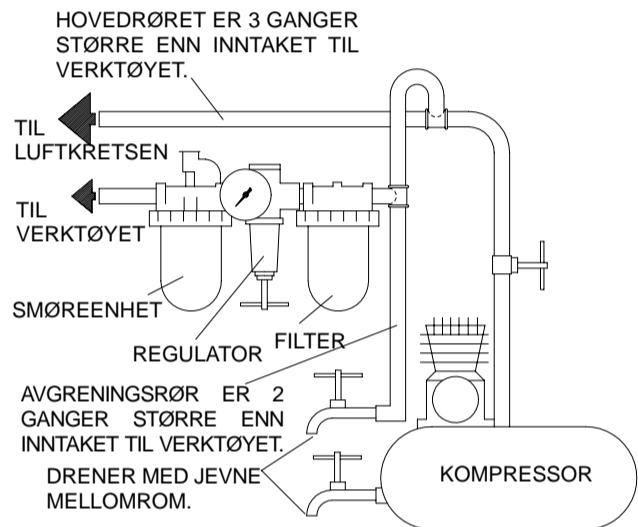 HOVEDRØRET ER 3 GANGER
STØRRE ENN INNTAKET TIL
VERKTØYET.
TIL
LUFTKRETSEN
TIL
VERKTØYET
SMØREENHET
REGULATOR
FILTER
AVGRENINGSRØR ER 2
GANGER STØRRE ENN
INNTAKET TIL VERKTØYET.
DRENER MED JEVNE
MELLOMROM.
KOMPRESSOR